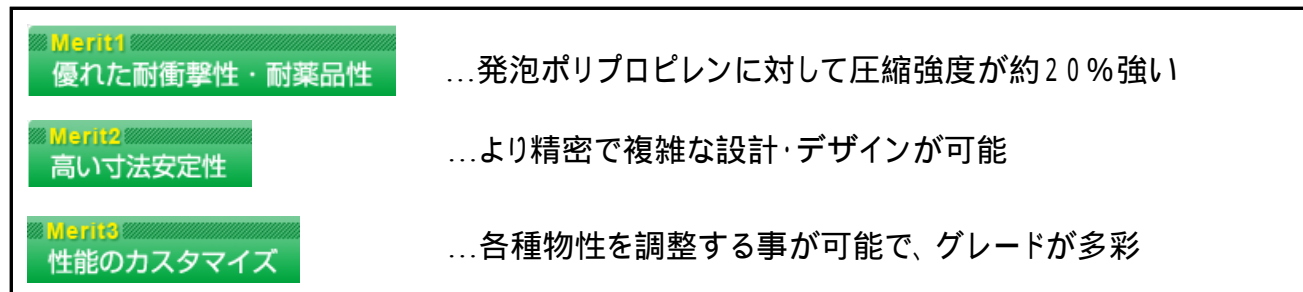 Merit1
優れた耐衝撃性・耐薬品性 …発泡ポリプロピレンに対して圧縮強度が約20%強い
Merit2
高い寸法安定性 …より精密で複雑な設計・デザインが可能
Merit3
性能のカスタマイズ …各種物性を調整する事が可能で、グレードが多彩